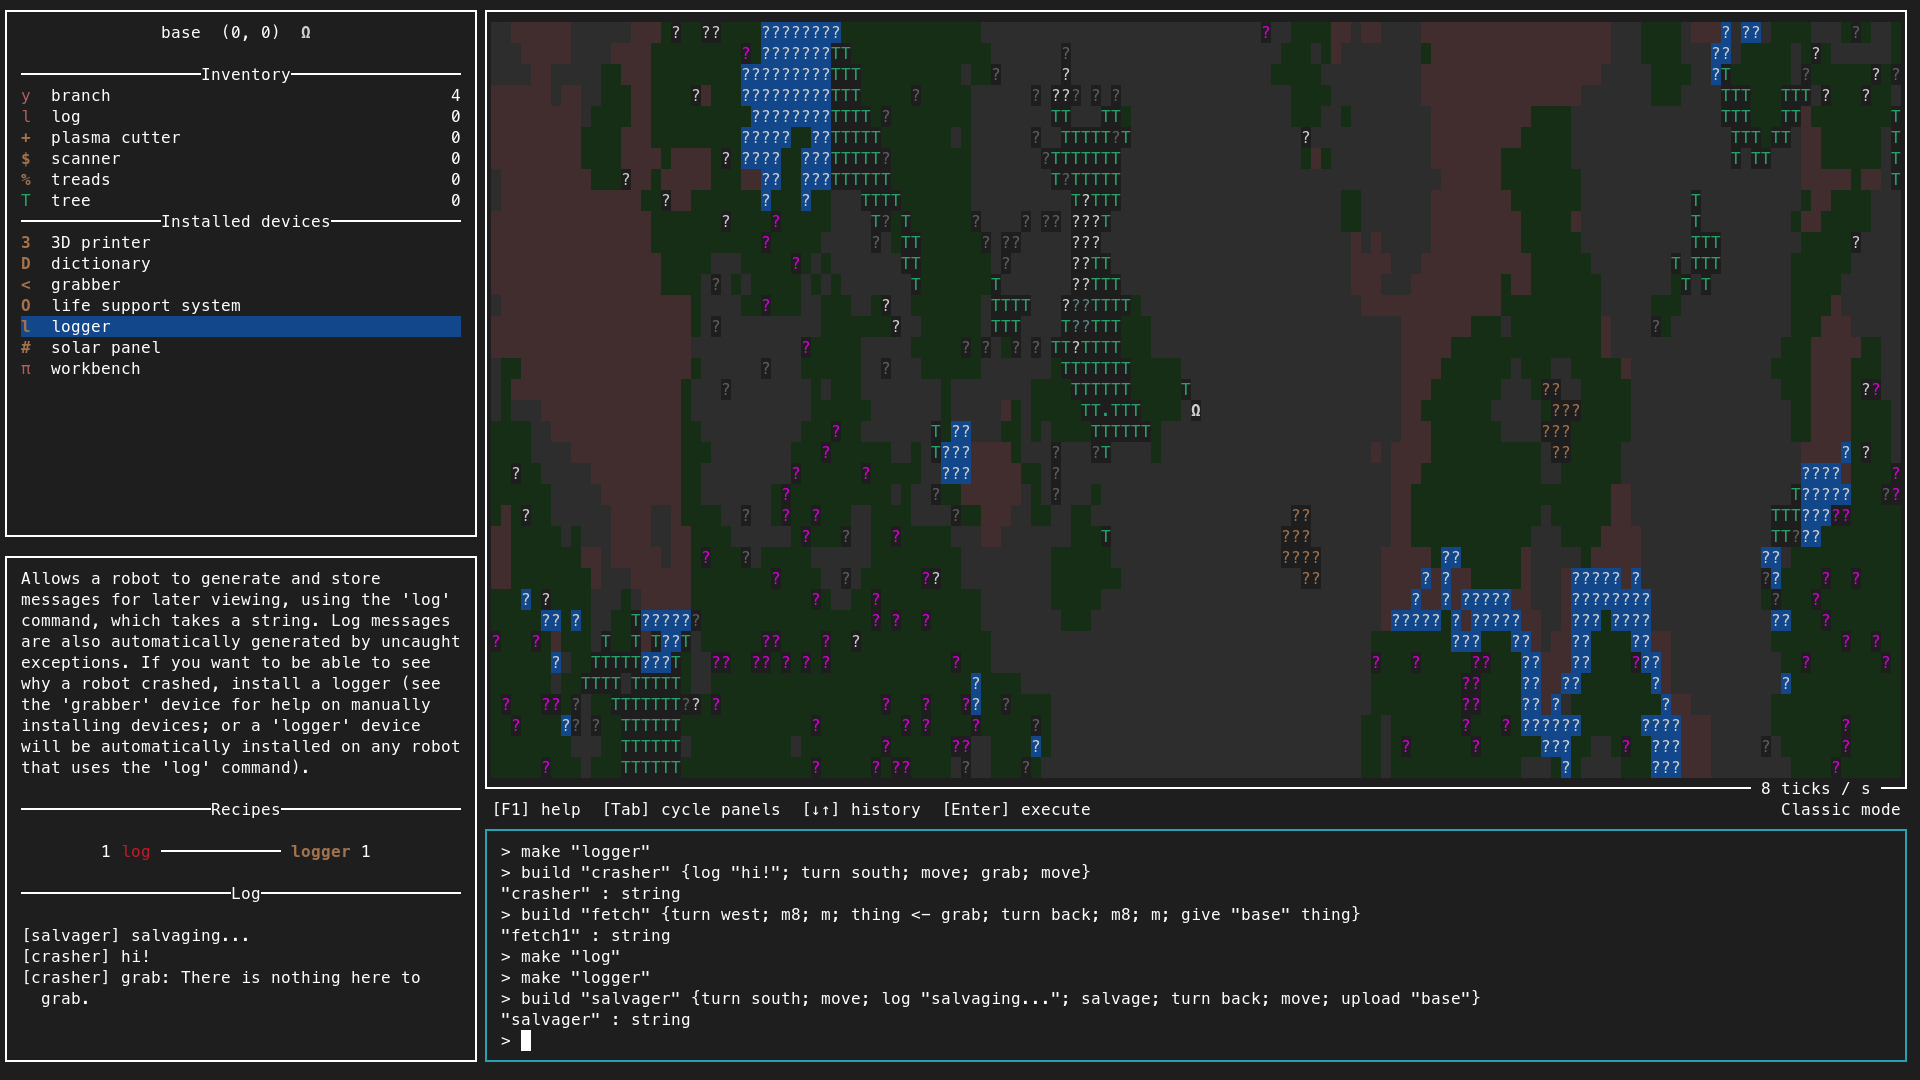 base (0, 0) Ω
Inventory
y branch 4
l log 0
+ plasma cutter 0
$ scanner 0
% treads 0
T tree 0
Installed devices
3 3D printer
D dictionary
< grabber
O life support system
l logger
# solar panel
π workbench
Allows a robot to generate and store
messages for later viewing, using the 'log'
command, which takes a string. Log messages
are also automatically generated by uncaught
exceptions. If you want to be able to see
why a robot crashed, install a logger (see
the 'grabber' device for help on manually
installing devices; or a 'logger' device
will be automatically installed on any robot
that uses the 'log' command).
Recipes
1 log logger 1
Log
[salvager] salvaging...
[crasher] hi!
[crasher] grab: There is nothing here to
grab.
Ω
8 ticks / s
[F1] help [Tab] cycle panels [↓↑] history [Enter] execute Classic mode
> make "logger"
> build "crasher" {log "hi!"; turn south; move; grab; move}
"crasher" : string
> build "fetch" {turn west; m8; m; thing <- grab; turn back; m8; m; give "base" thing}
"fetch1" : string
> make "log"
> make "logger"
> build "salvager" {turn south; move; log "salvaging..."; salvage; turn back; move; upload "base"}
"salvager" : string
>